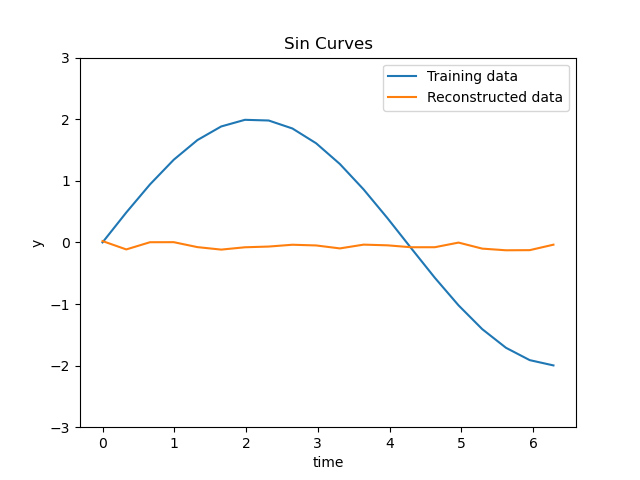 Sin Curves
Training data
Reconstructed data
3
2
1
0
−1
−2
−3
y
0 1 2 3 4 5 6
time